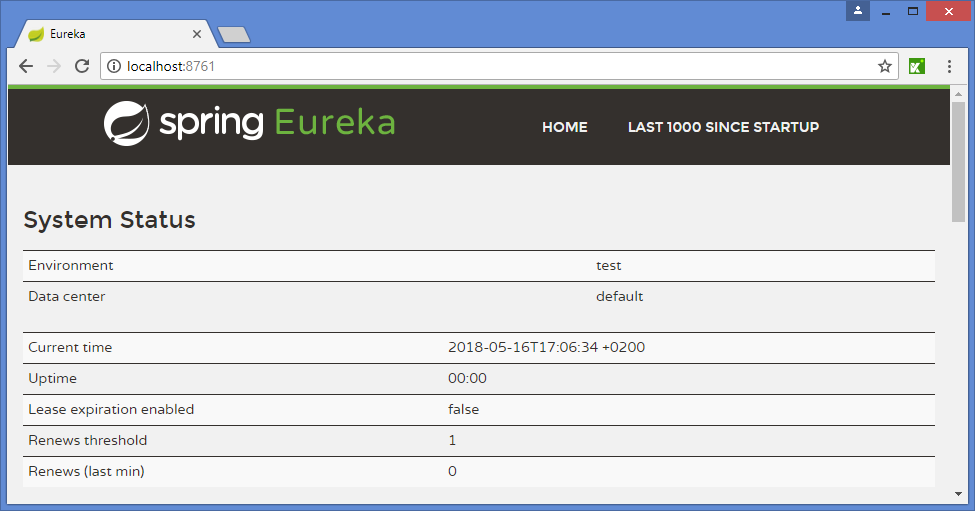 Eureka
localhost:8761
spring Eureka HOME LAST 1000 SINCE STARTUP
System Status
Environment test
Data center default
Current time 2018-05-16T17:06:34 +0200
Uptime 00:00
Lease expiration enabled false
Renews threshold 1
Renews (last min) 0